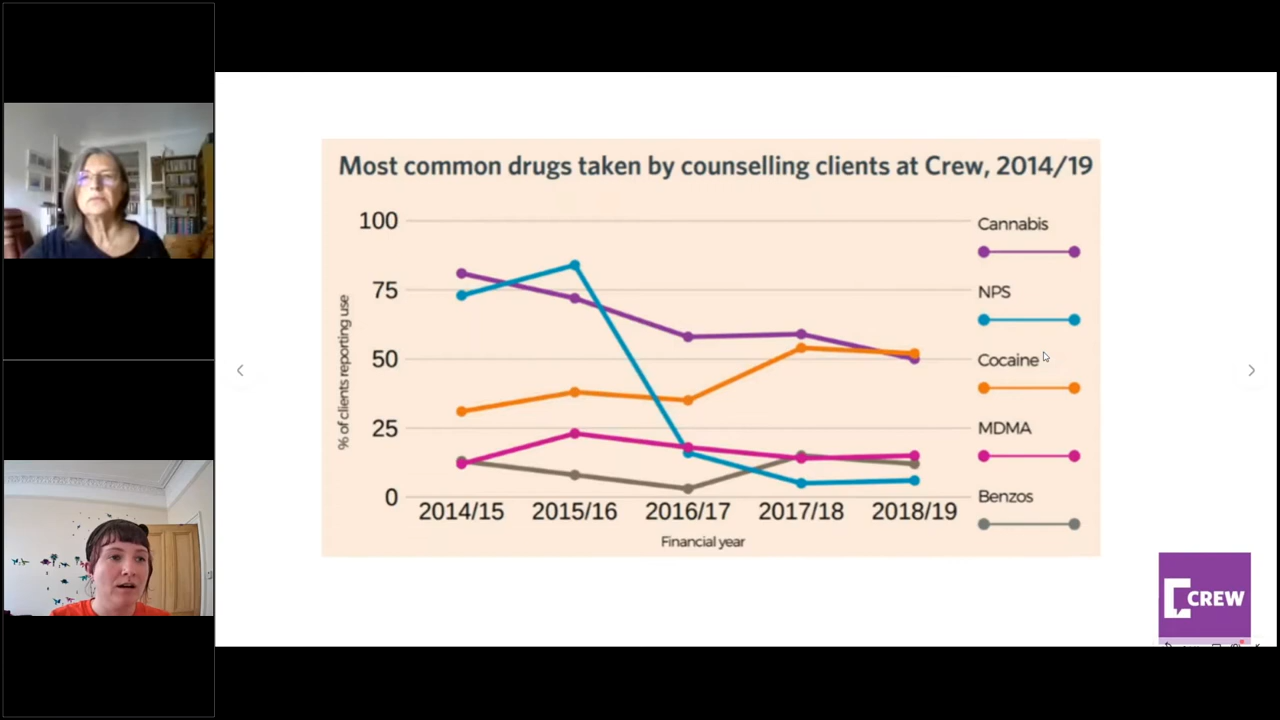 Most common drugs taken by counselling clients at Crew, 2014/19
% of clients reporting use
100
75
50
25
0
2014/15 2015/16 2016/17 2017/18 2018/19
Financial year
Cannabis
NPS
Cocaine
MDMA
Benzos
CREW